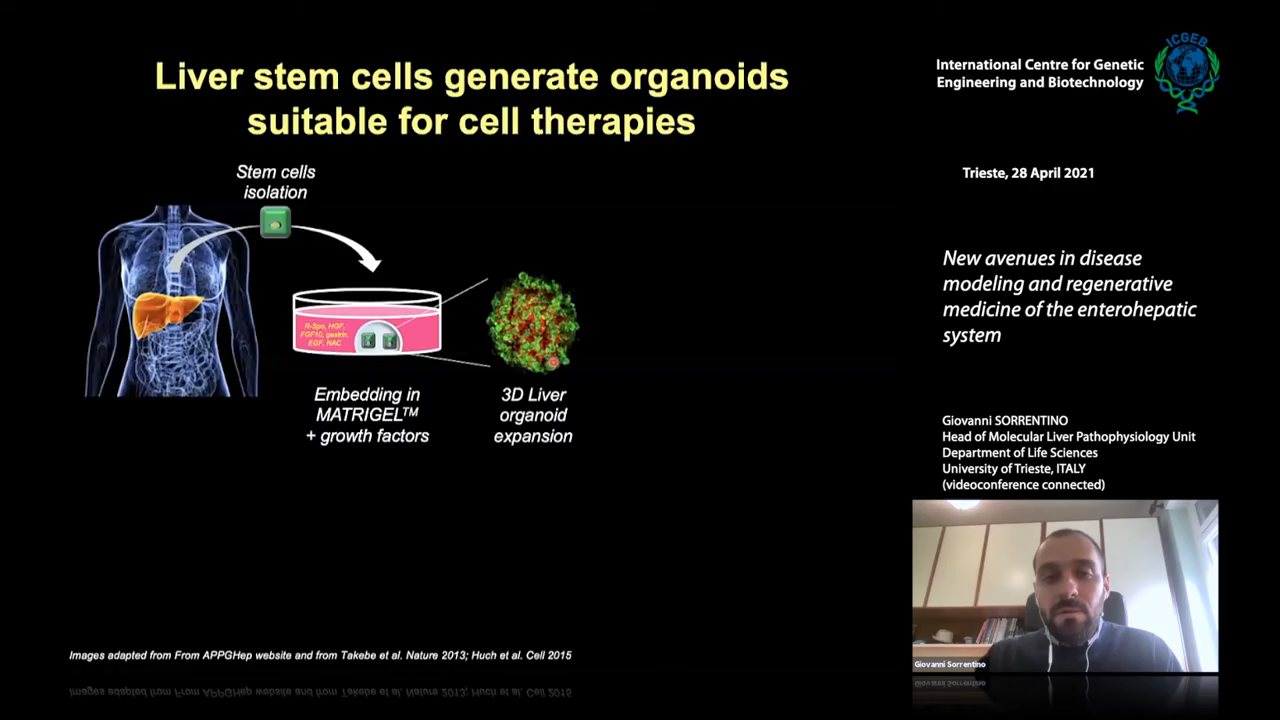 Liver stem cells generate organoids
suitable for cell therapies
Stem cells
isolation
R-Spo, HGF,
FGF10, gastrin,
EGF, NAC
Embedding in
MATRIGEL™
+ growth factors
3D Liver
organoid
expansion
Images adapted from From APPGHep website and from Takebe et al. Nature 2013; Huch et al. Cell 2015
International Centre for Genetic
Engineering and Biotechnology
ICGEB
Trieste, 28 April 2021
New avenues in disease
modeling and regenerative
medicine of the enterohepatic
system
Giovanni SORRENTINO
Head of Molecular Liver Pathophysiology Unit
Department of Life Sciences
University of Trieste, ITALY
(videoconference connected)
Giovanni Sorrentino